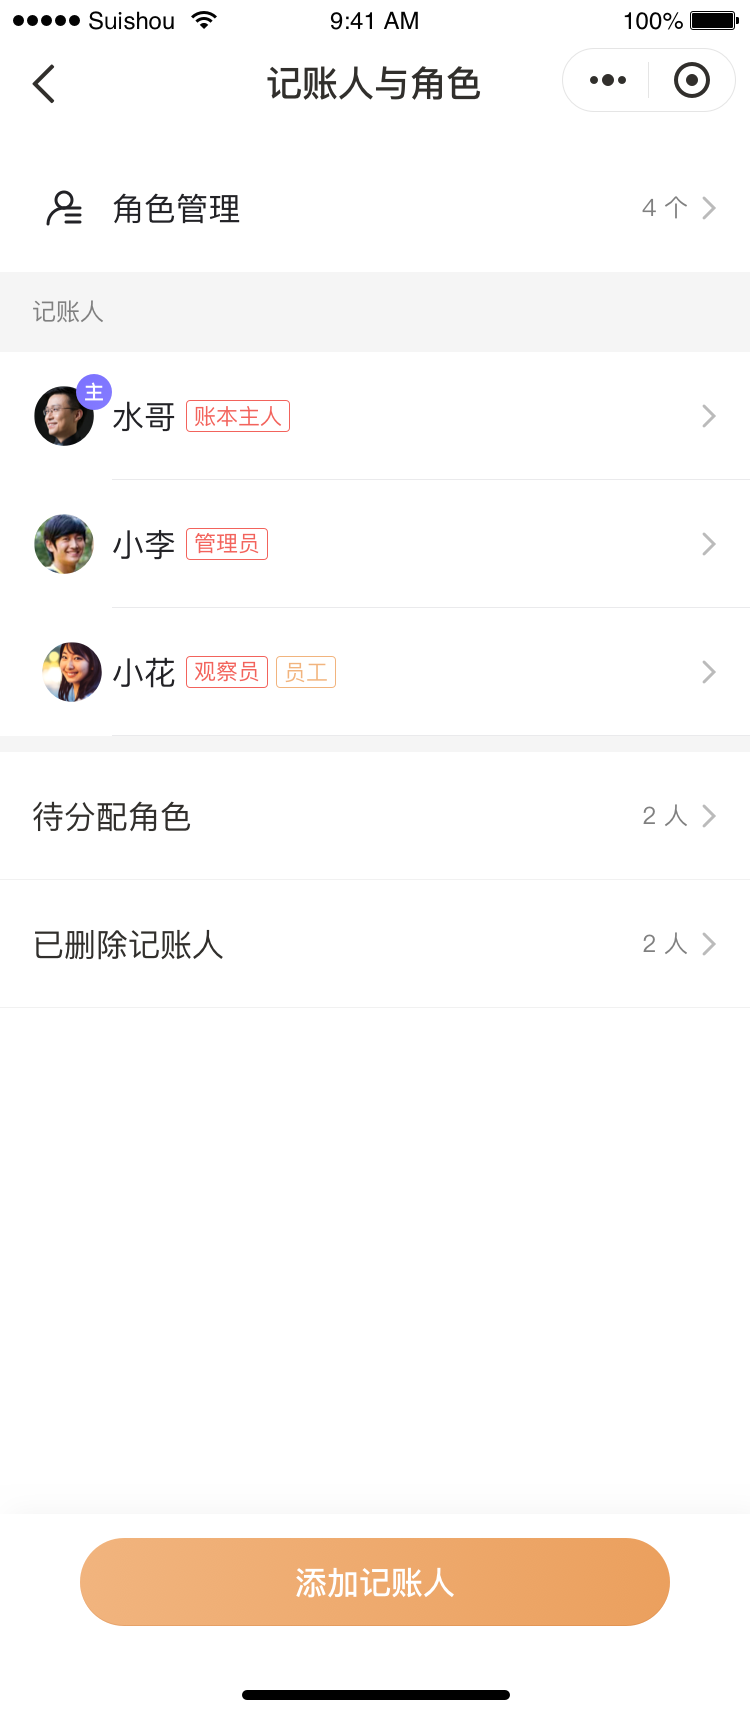 Suishou 9:41 AM 100%
记账人与角色
角色管理 4 个
记账人
主
水哥 账本主人
小李 管理员
小花 观察员 员工
待分配角色 2 人
已删除记账人 2 人
添加记账人